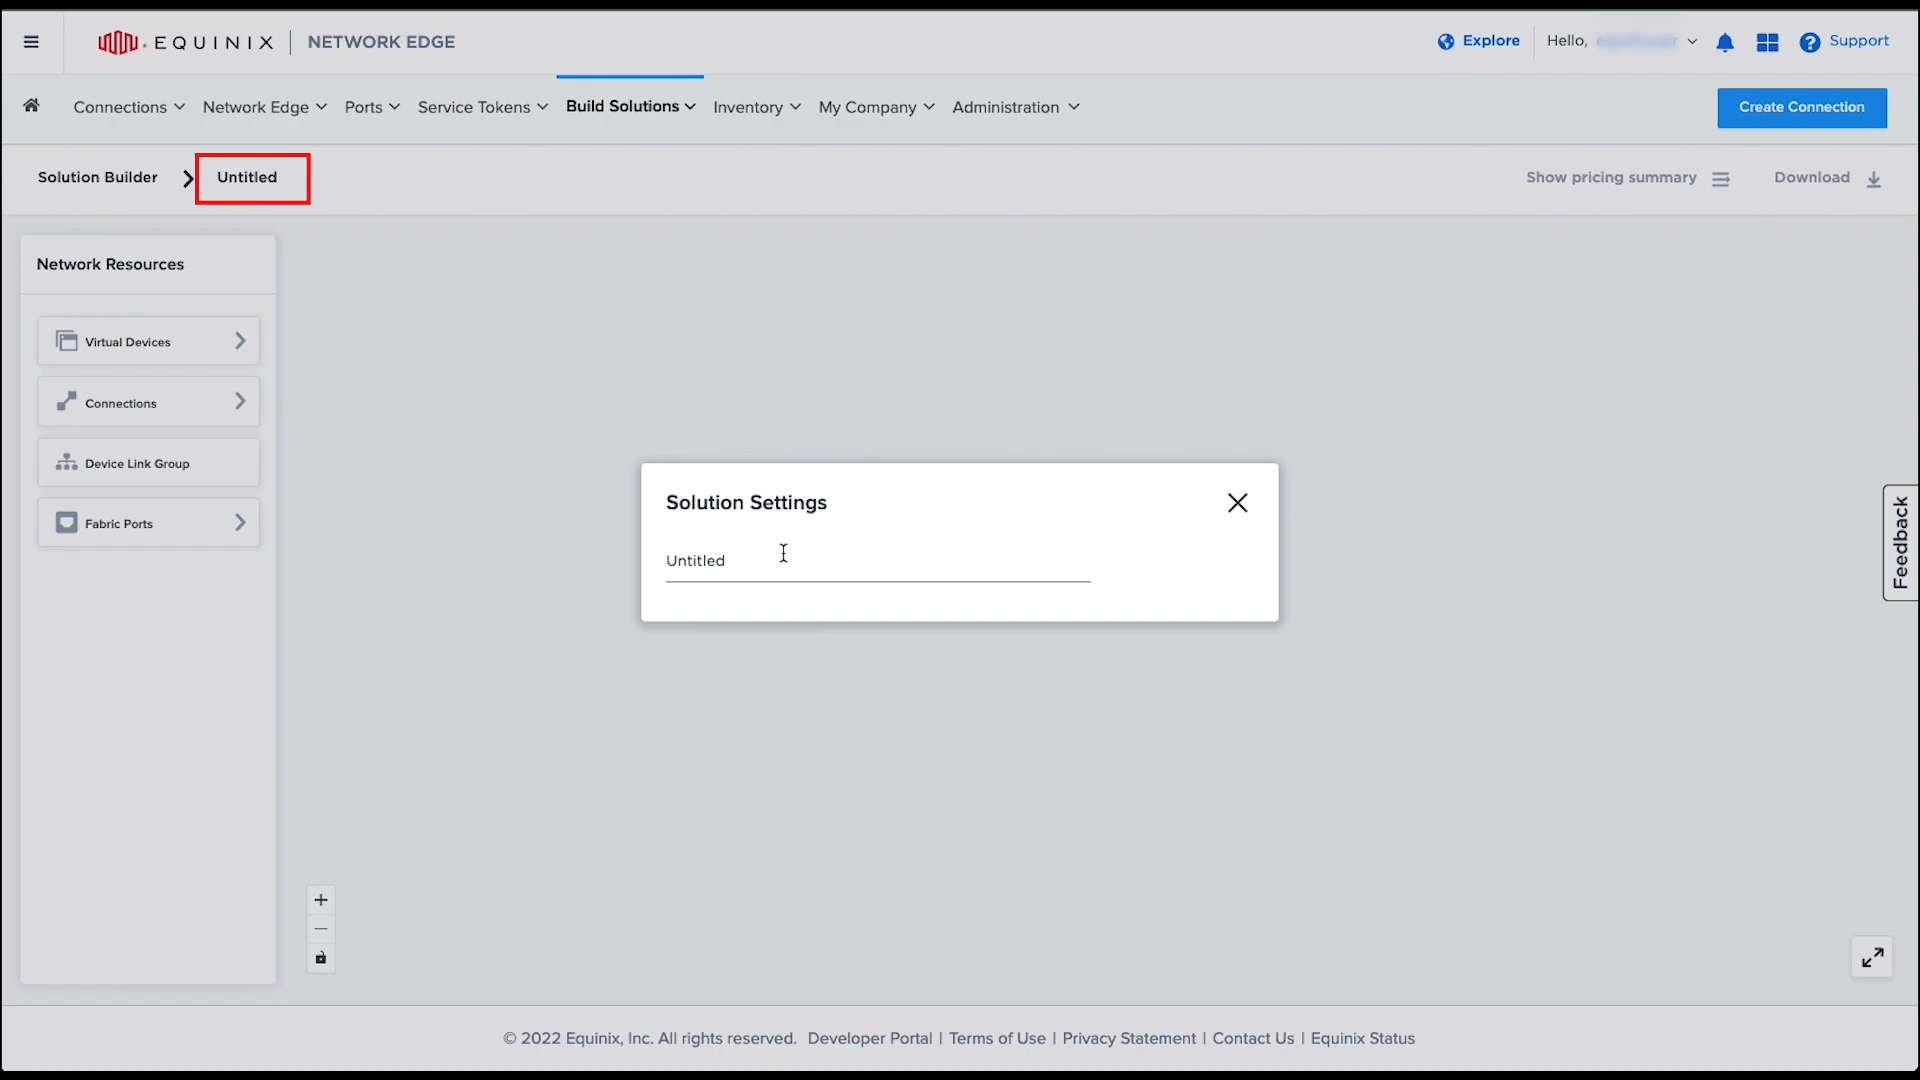 EQUINIX | NETWORK EDGE
Explore
Hello,
Support
Connections
Network Edge
Ports
Service Tokens
Build Solutions
Inventory
My Company
Administration
Create Connection
Solution Builder
Untitled
Show pricing summary
Download
Network Resources
Virtual Devices
Connections
Device Link Group
Fabric Ports
Solution Settings
Untitled
Feedback
© 2022 Equinix, Inc. All rights reserved. Developer Portal | Terms of Use | Privacy Statement | Contact Us | Equinix Status